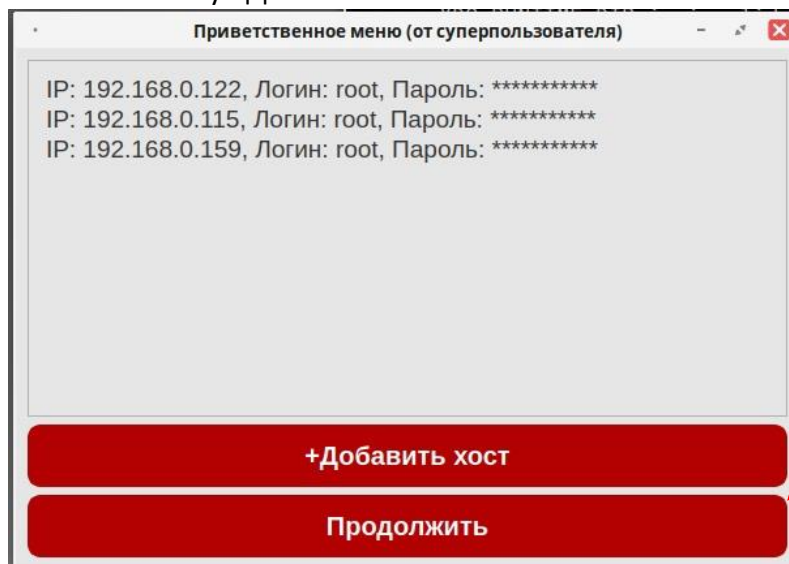 Приветственное меню (от суперпользователя)
IP: 192.168.0.122, Логин: root, Пароль: ***********
IP: 192.168.0.115, Логин: root, Пароль: ***********
IP: 192.168.0.159, Логин: root, Пароль: ***********
+Добавить хост
Продолжить